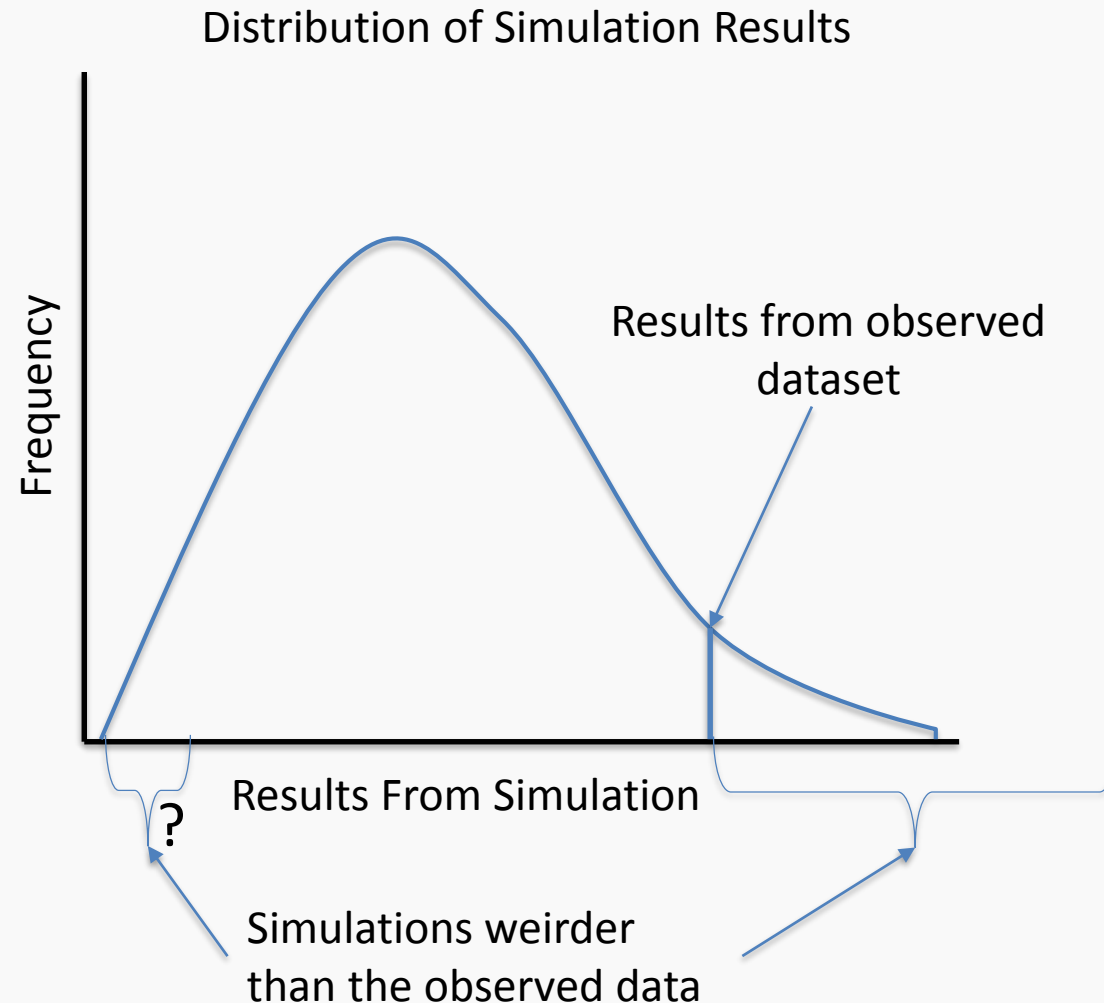 Distribution of Simulation Results
Frequency
Results from observed
dataset
Results From Simulation
?
Simulations weirder
than the observed data